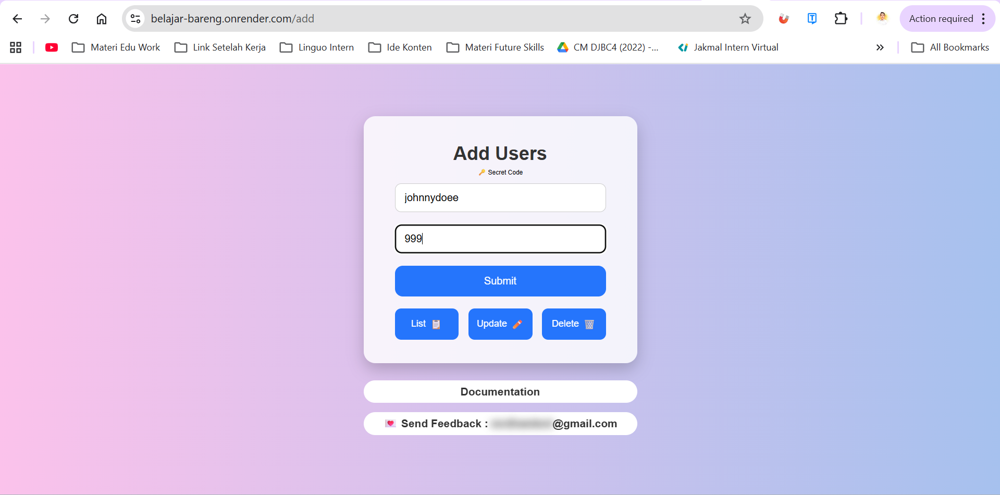 belajar-bareng.onrender.com/add
Action required
Materi Edu Work
Link Setelah Kerja
Linguo Intern
Ide Konten
Materi Future Skills
CM DJBC4 (2022) -...
Jakmal Intern Virtual
All Bookmarks
Add Users
Secret Code
johnnydoee
999
Submit
List
Update
Delete
Documentation
Send Feedback : @gmail.com